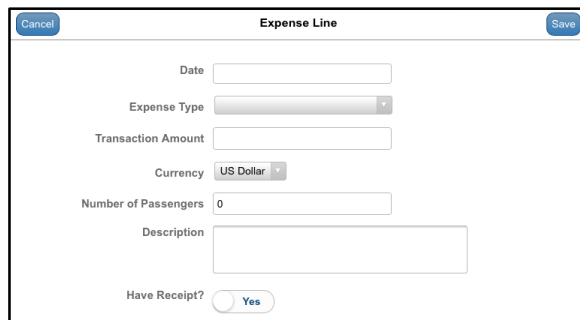 Cancel Expense Line Save
Date
Expense Type
Transaction Amount
Currency US Dollar
Number of Passengers 0
Description
Have Receipt? Yes